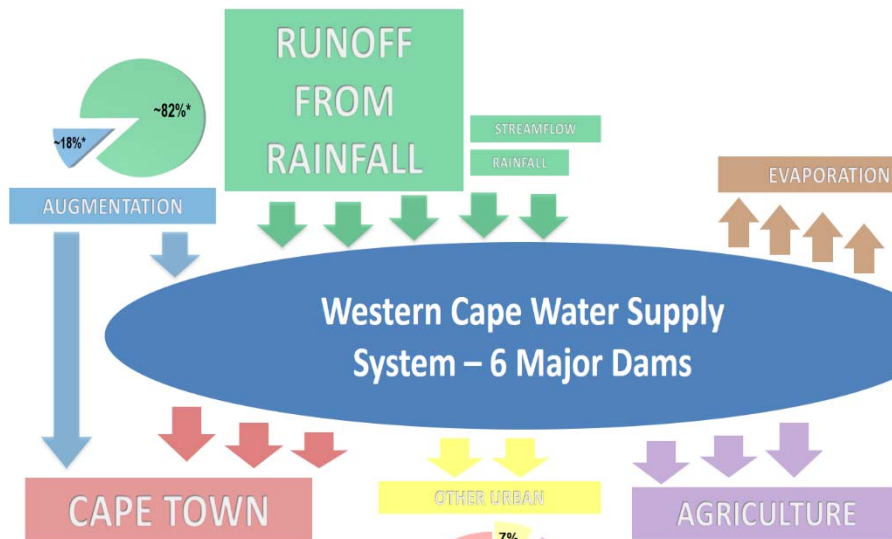 RUNOFF
FROM
RAINFALL
~82%*
~18%*
STREAMFLOW
RAINFALL
EVAPORATION
AUGMENTATION
Western Cape Water Supply
System – 6 Major Dams
CAPE TOWN
OTHER URBAN
AGRICULTURE
7%